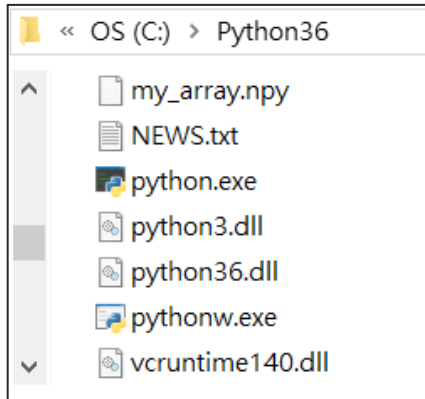 « OS (C:) > Python36
my_array.npy
NEWS.txt
python.exe
python3.dll
python36.dll
pythonw.exe
vcruntime140.dll